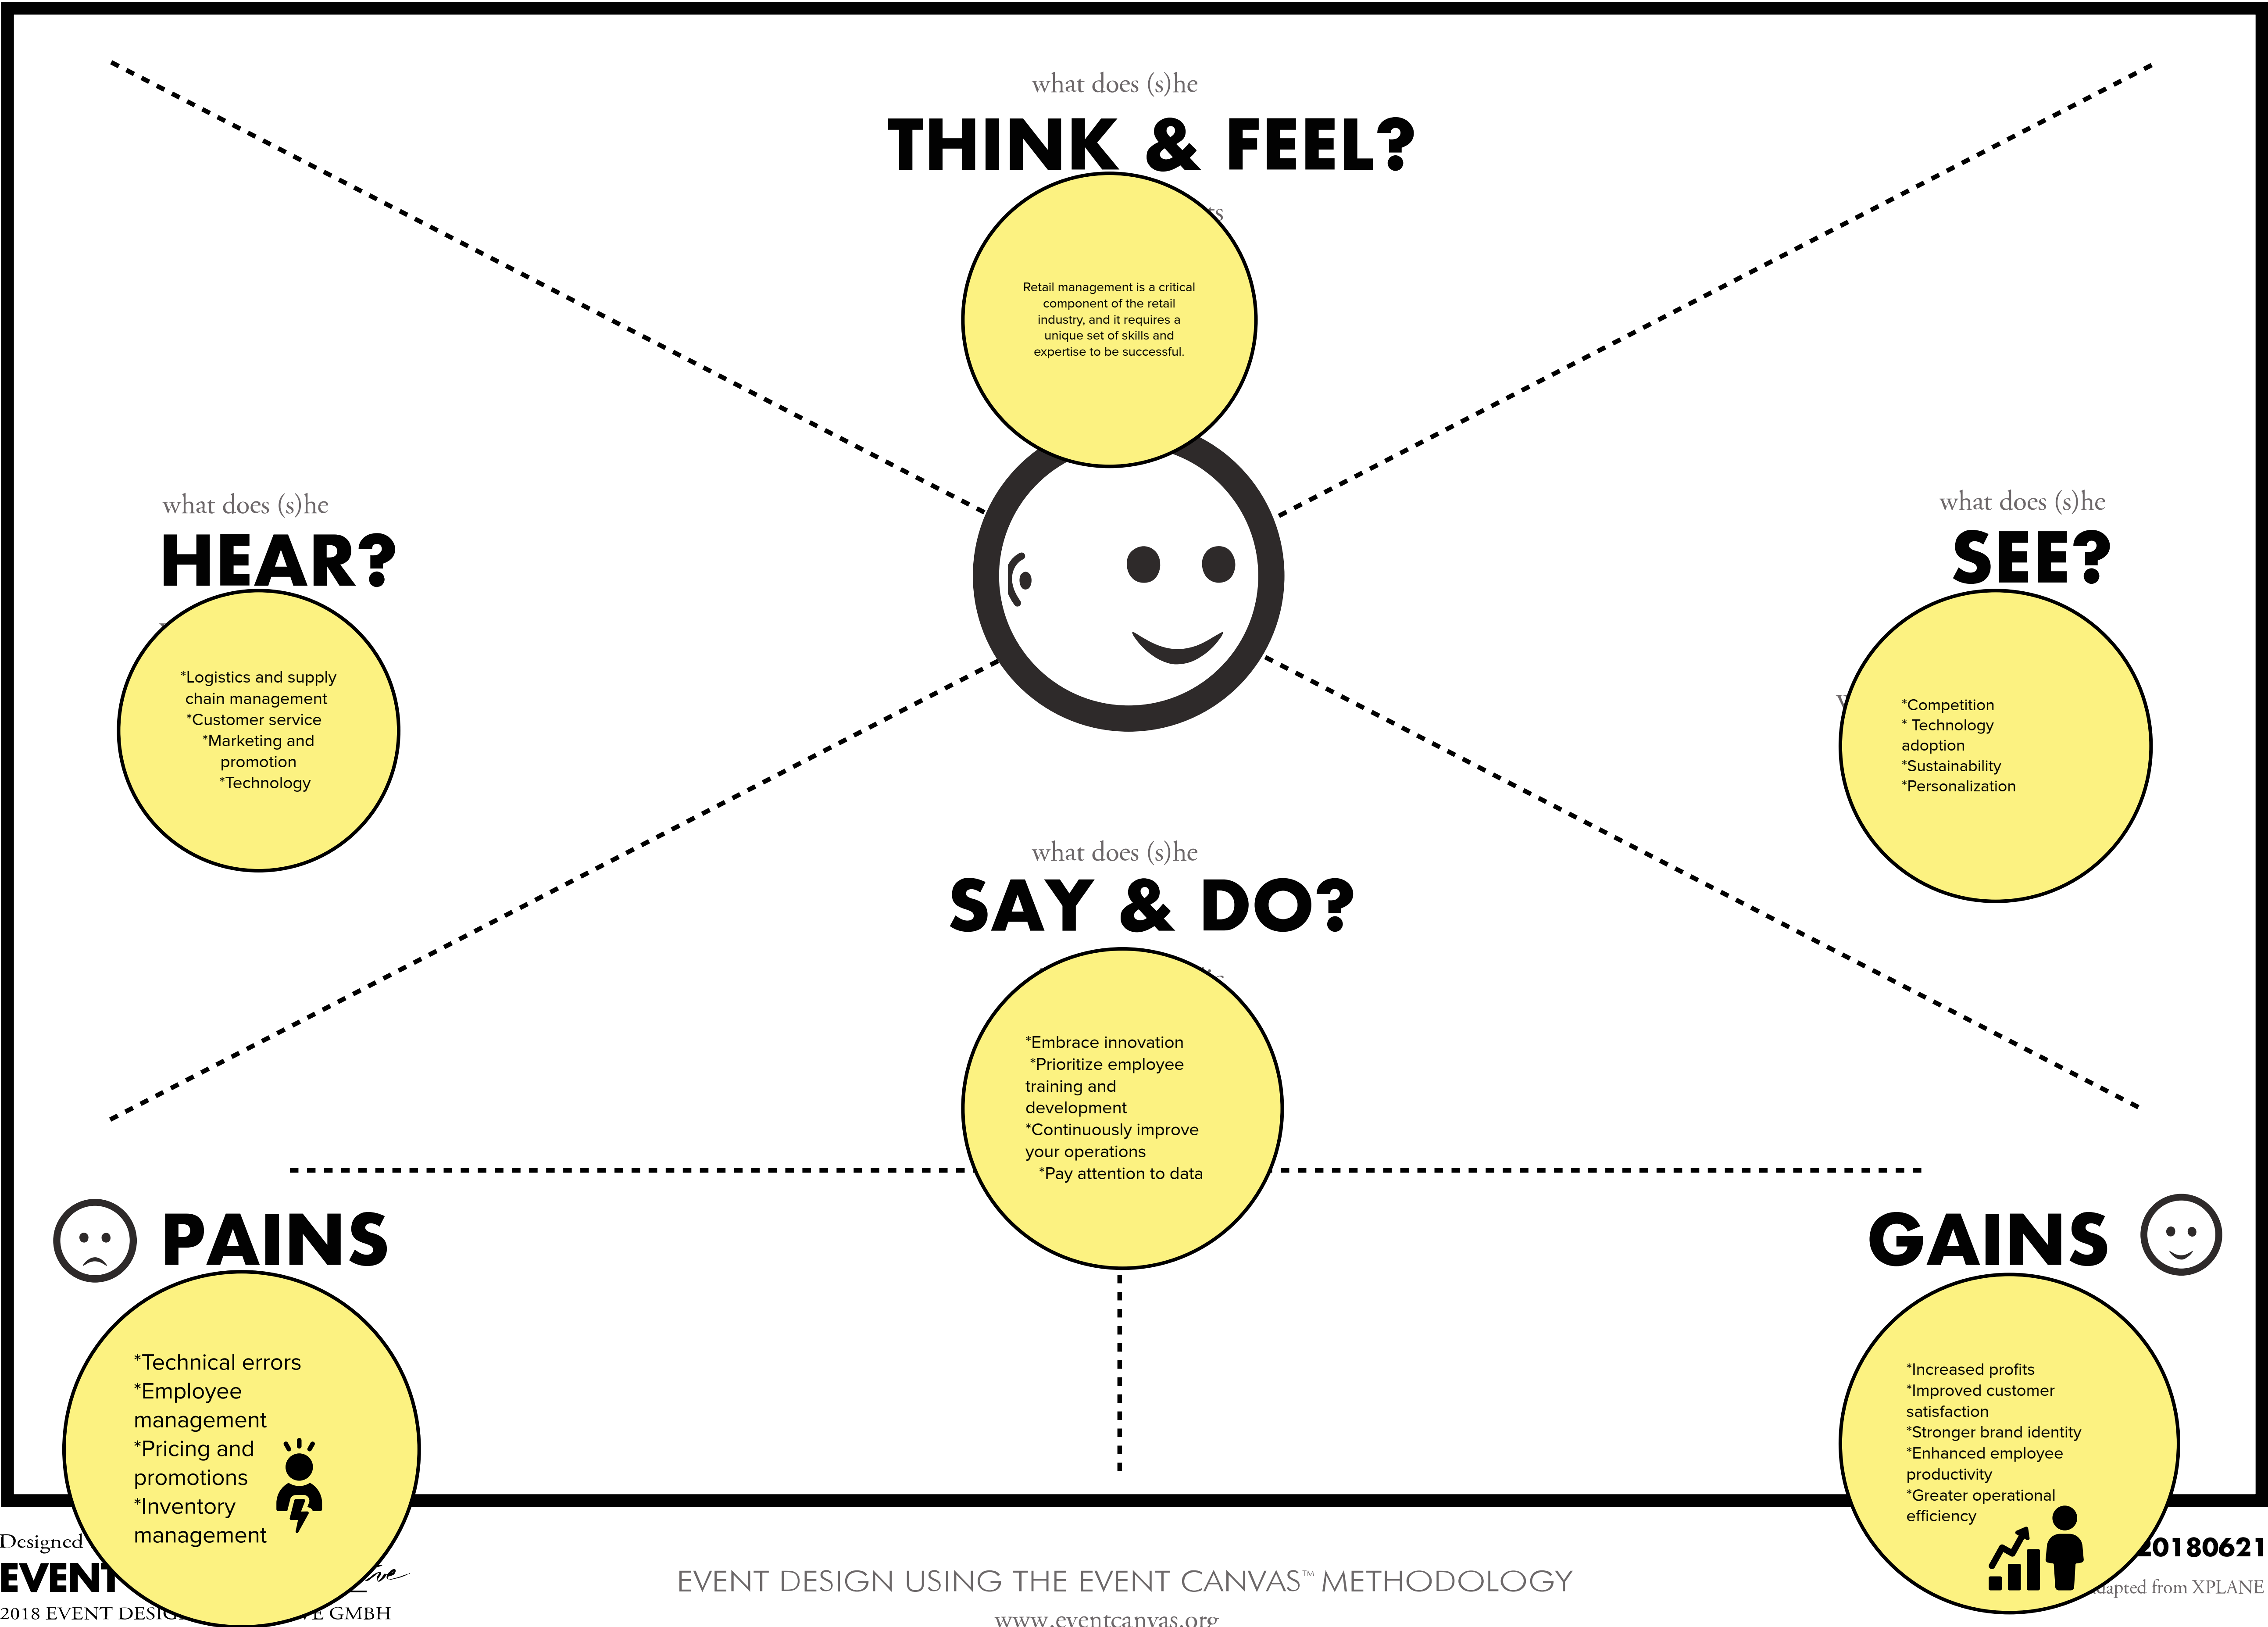 what does (s)he
THINK & FEEL?
Retail management is a critical
component of the retail
industry, and it requires a
unique set of skills and
expertise to be successful.
what does (s)he
HEAR?
*Logistics and supply
chain management
*Customer service
*Marketing and
promotion
*Technology
what does (s)he
SEE?
*Competition
* Technology
adoption
*Sustainability
*Personalization
what does (s)he
SAY & DO?
*Embrace innovation
*Prioritize employee
training and
development
*Continuously improve
your operations
*Pay attention to data
PAINS
*Technical errors
*Employee
management
*Pricing and
promotions
*Inventory
management
GAINS
*Increased profits
*Improved customer
satisfaction
*Stronger brand identity
*Enhanced employee
productivity
*Greater operational
efficiency
Designed
EVENT
2018 EVENT GMBH
EVENT DESIGN USING THE EVENT CANVAS™ METHODOLOGY
www.eventcanvas.org
20180621
from XPLANE